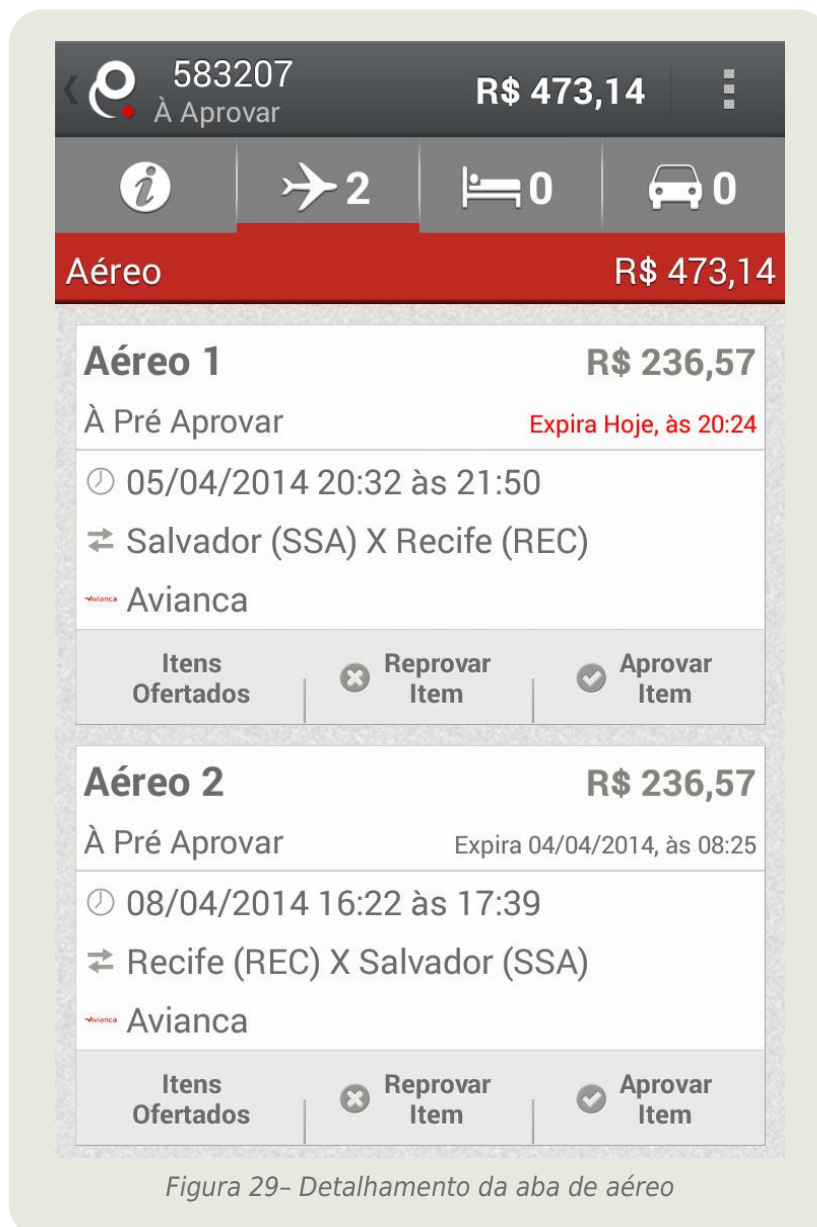 583207
R$ 473,14
À Aprovar
2
0
0
Aéreo
R$ 473,14
Aéreo 1
R$ 236,57
À Pré Aprovar
Expira Hoje, às 20:24
05/04/2014 20:32 às 21:50
Salvador (SSA) X Recife (REC)
Avianca Avianca
Itens
Ofertados
Reprovar
Item
Aprovar
Item
Aéreo 2
R$ 236,57
À Pré Aprovar
Expira 04/04/2014, às 08:25
08/04/2014 16:22 às 17:39
Recife (REC) X Salvador (SSA)
Avianca Avianca
Itens
Ofertados
Reprovar
Item
Aprovar
Item
Figura 29– Detalhamento da aba de aéreo